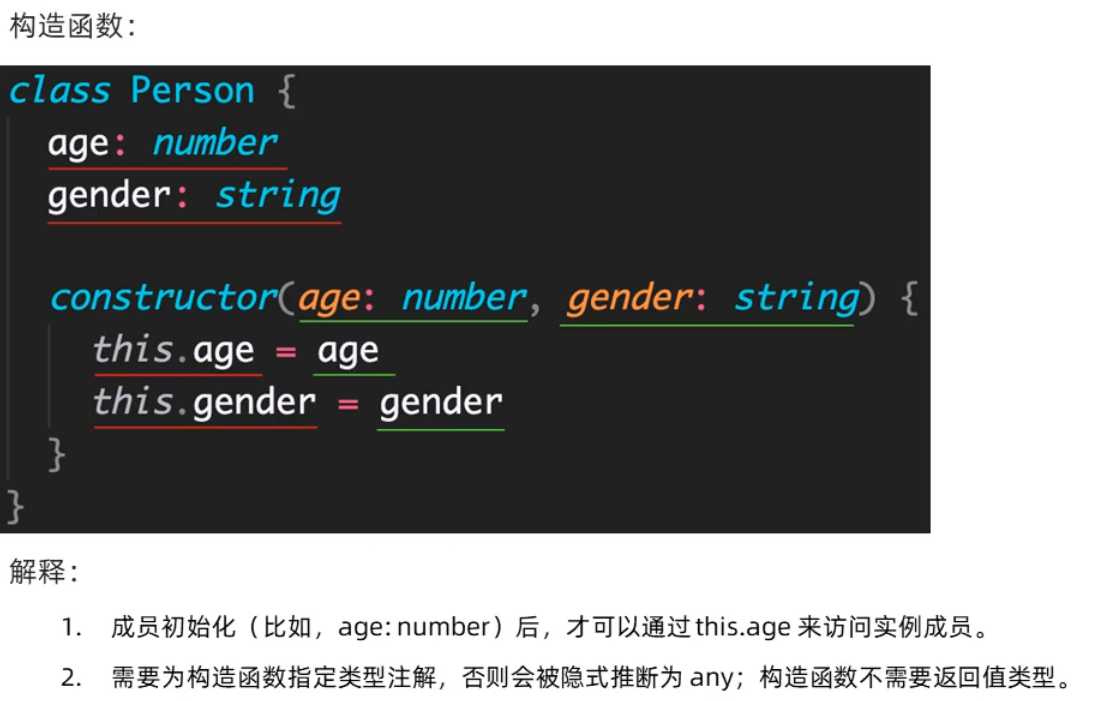 构造函数：
class Person {
age: number
gender: string
constructor(age: number, gender: string) {
this.age = age
this.gender = gender
}
}
解释：
1. 成员初始化（比如，age: number）后，才可以通过 this.age 来访问实例成员。
2. 需要为构造函数指定类型注解，否则会被隐式推断为 any；构造函数不需要返回值类型。